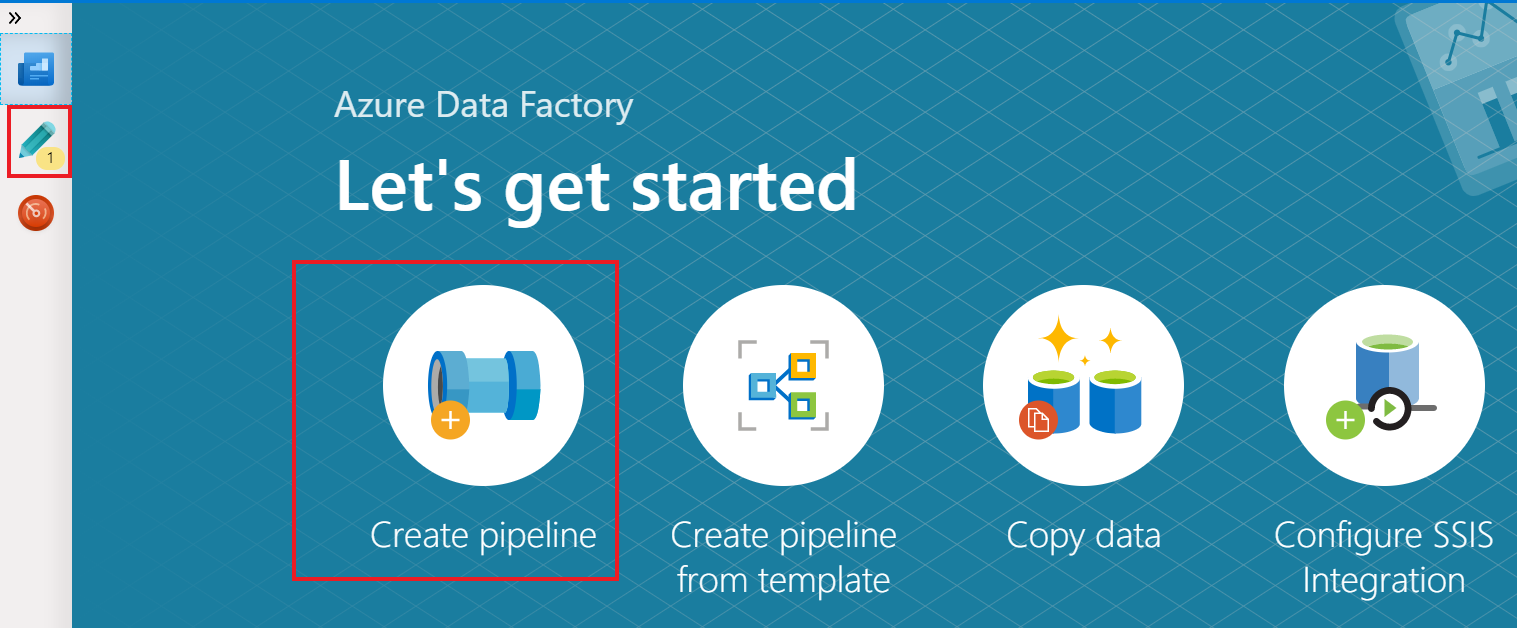 1
Azure Data Factory
Let's get started
Create pipeline
Create pipeline
from template
Copy data
Configure SSIS
Integration